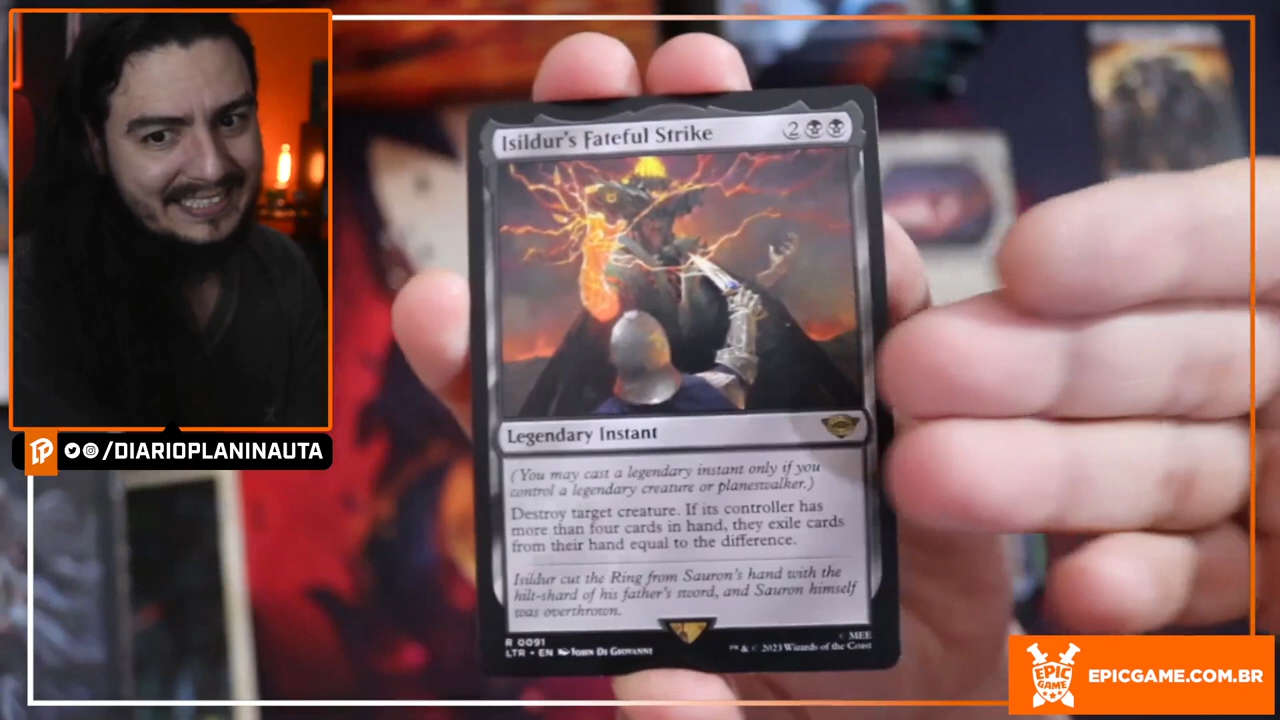 Isildur's Fateful Strike 2
Legendary Instant
(You may cast a legendary instant only if you
control a legendary creature or planeswalker.)
Destroy target creature. If its controller has
more than four cards in hand, they exile cards
from their hand equal to the difference.
Isildur cut the Ring from Sauron's hand with the
hilt-shard of his father's sword, and Sauron himself
was overthrown.
R 0091
LTR • EN John Di Giovanni
© MEE
™ & © 2023 Wizards of the Coast
/DIARIOPLANINAUTA
EPIC
GAME
EPICGAME.COM.BR